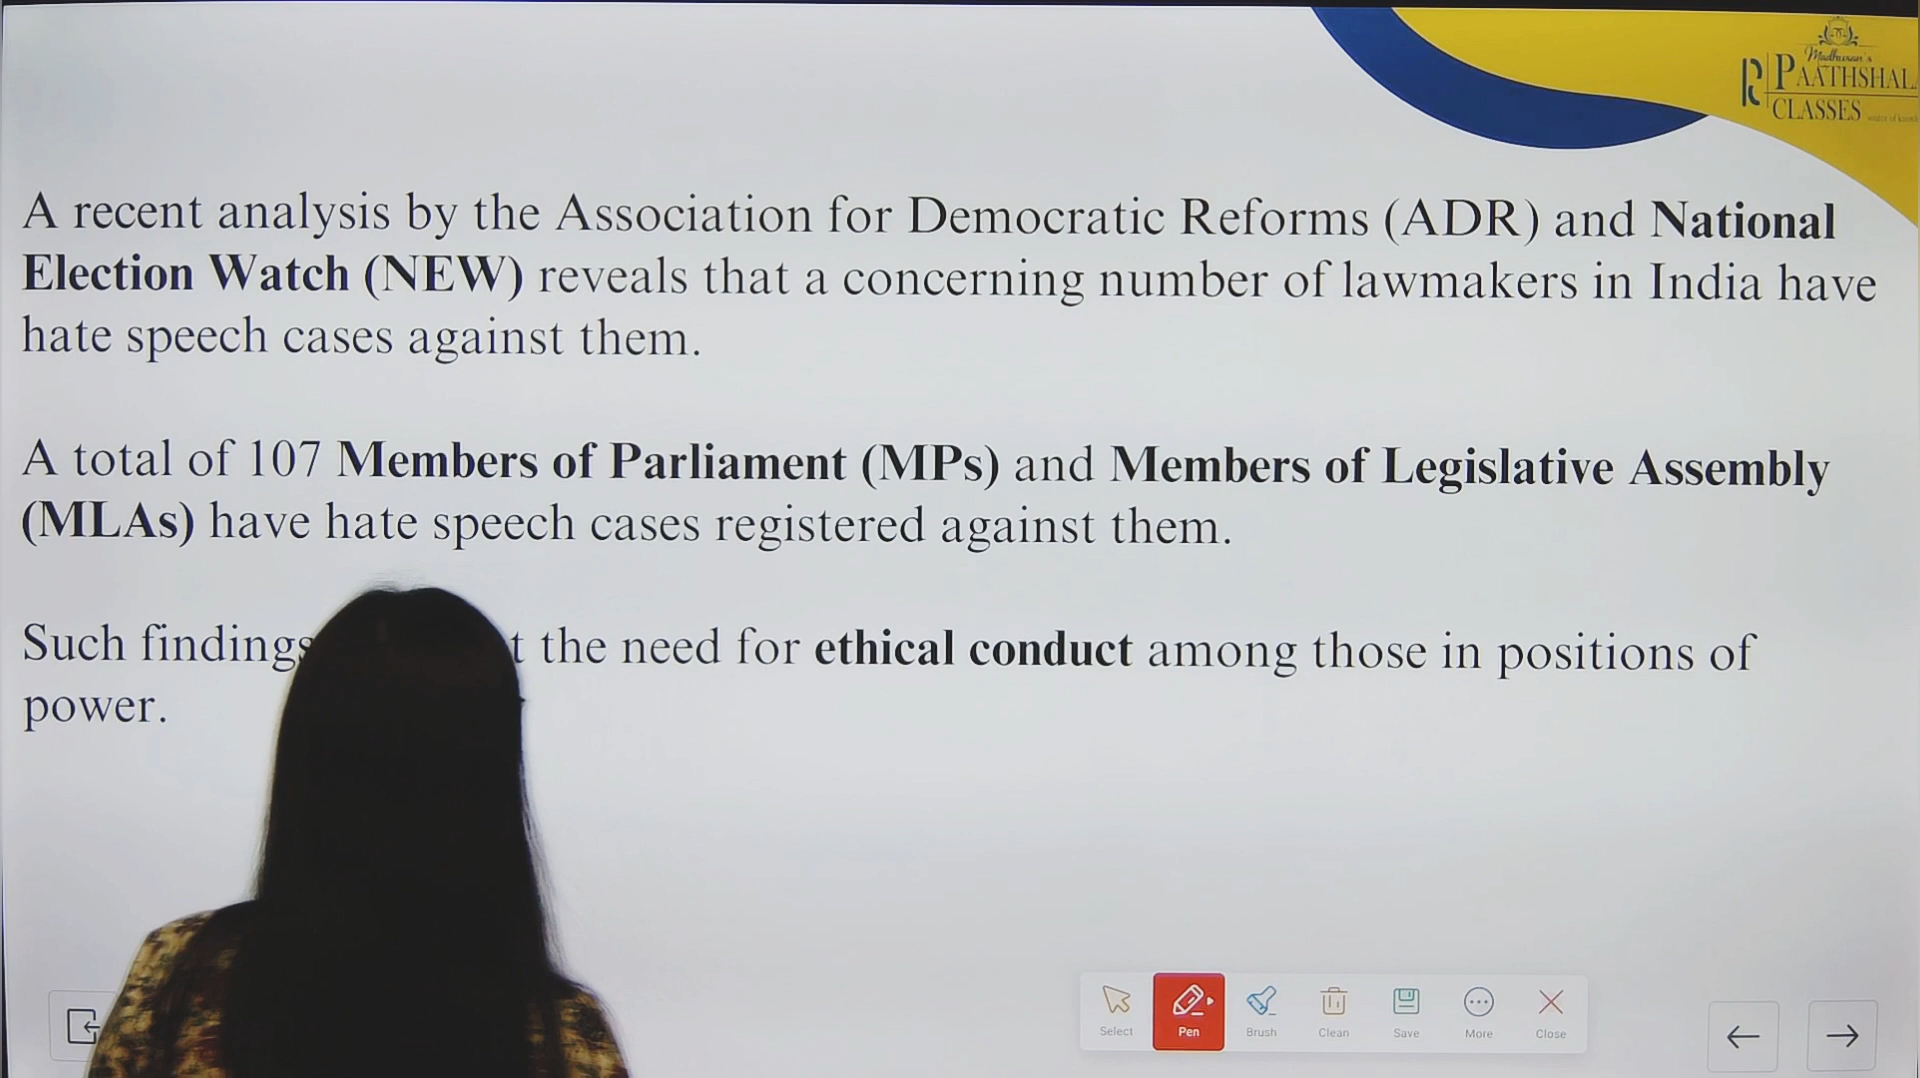 Madhuban's
PAATHSHAL
CLASSES
A recent analysis by the Association for Democratic Reforms (ADR) and National
Election Watch (NEW) reveals that a concerning number of lawmakers in India have
hate speech cases against them.
A total of 107 Members of Parliament (MPs) and Members of Legislative Assembly
(MLAs) have hate speech cases registered against them.
Such findings t the need for ethical conduct among those in positions of
power.
Select Pen Brush Clean Save More Close